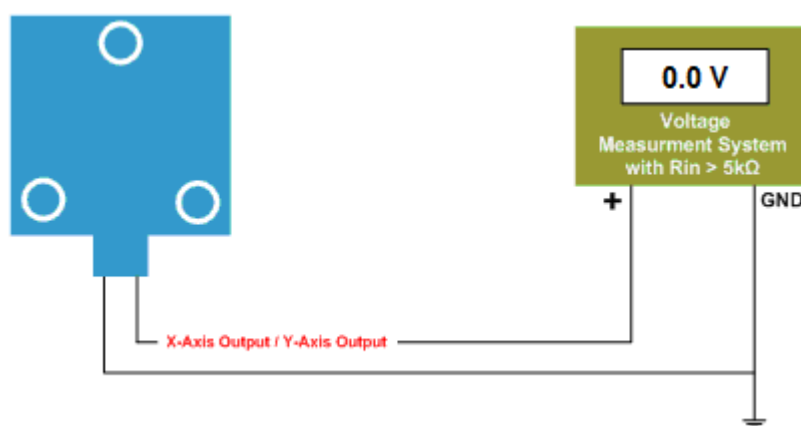 0.0 V
Voltage
Measurment System
with Rin > 5kΩ
+
GND
X-Axis Output / Y-Axis Output